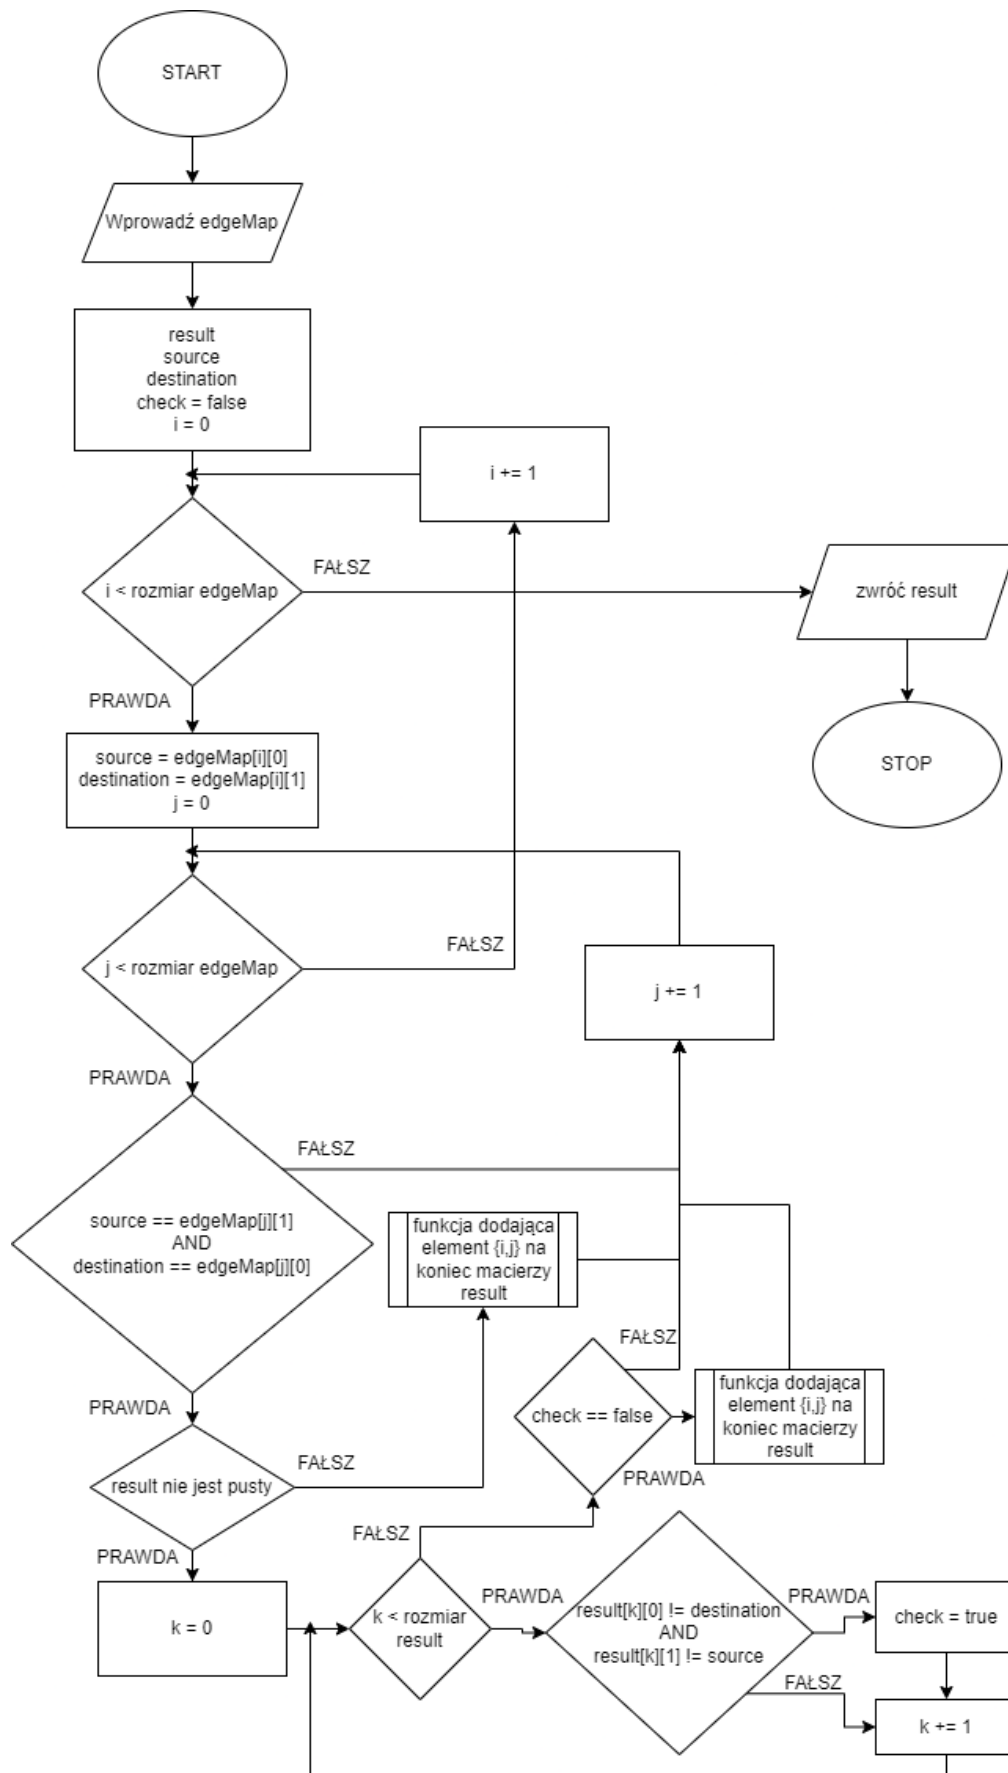 START
Wprowadź edgeMap
result
source
destination
check = false
i = 0
i += 1
i < rozmiar edgeMap
FAŁSZ
zwróć result
PRAWDA
STOP
source = edgeMap[i][0]
destination = edgeMap[i][1]
j = 0
j < rozmiar edgeMap
FAŁSZ
j += 1
PRAWDA
source == edgeMap[j][1]
AND
destination == edgeMap[j][0]
FAŁSZ
funkcja dodająca
element {i,j} na
koniec macierzy
result
PRAWDA
result nie jest pusty
FAŁSZ
check == false
FAŁSZ
PRAWDA
funkcja dodająca
element {i,j} na
koniec macierzy
result
PRAWDA
k = 0
k < rozmiar
result
FAŁSZ
PRAWDA
result[k][0] != destination
AND
result[k][1] != source
PRAWDA
check = true
FAŁSZ
k += 1